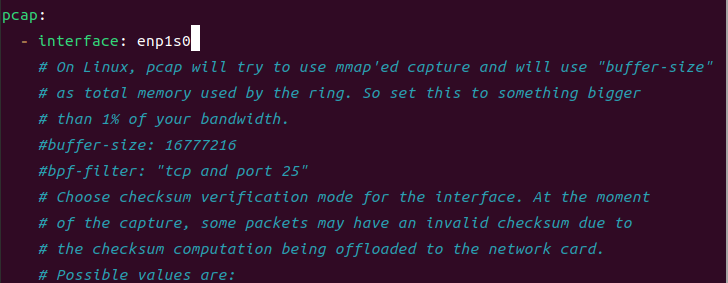 pcap:
  - interface: enp1s0
    # On Linux, pcap will try to use mmap'ed capture and will use "buffer-size"
    # as total memory used by the ring. So set this to something bigger
    # than 1% of your bandwidth.
    #buffer-size: 16777216
    #bpf-filter: "tcp and port 25"
    # Choose checksum verification mode for the interface. At the moment
    # of the capture, some packets may have an invalid checksum due to
    # the checksum computation being offloaded to the network card.
    # Possible values are: